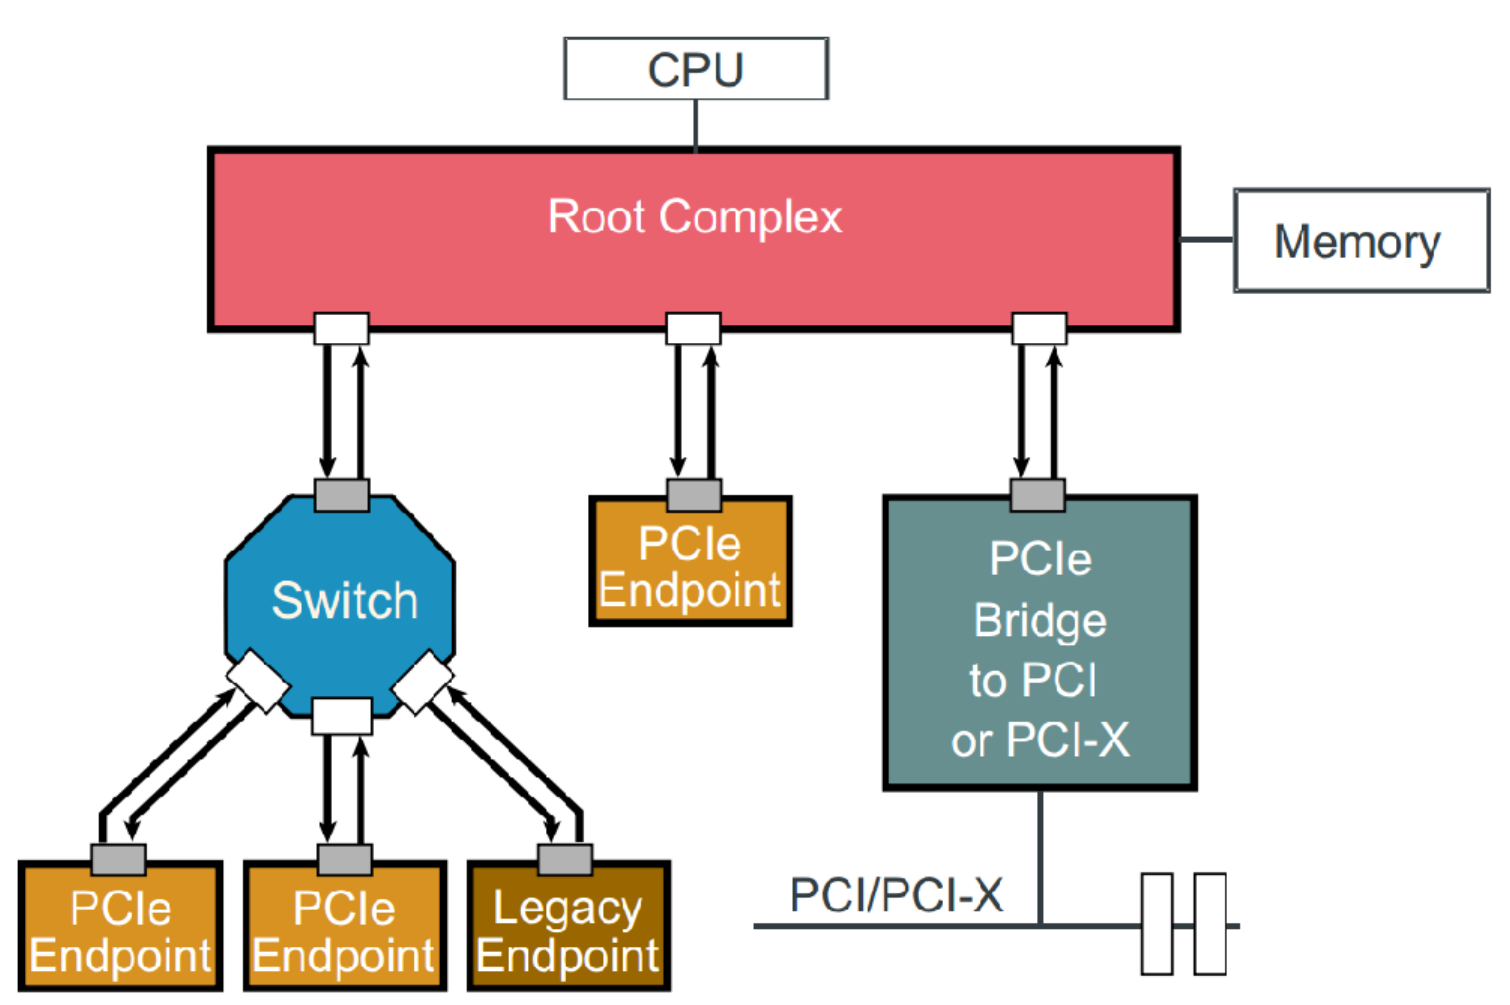 CPU
Root Complex
Memory
Switch
PCIe
Endpoint
PCIe
Bridge
to PCI
or PCI-X
PCI/PCI-X
PCIe
Endpoint
PCIe
Endpoint
Legacy
Endpoint